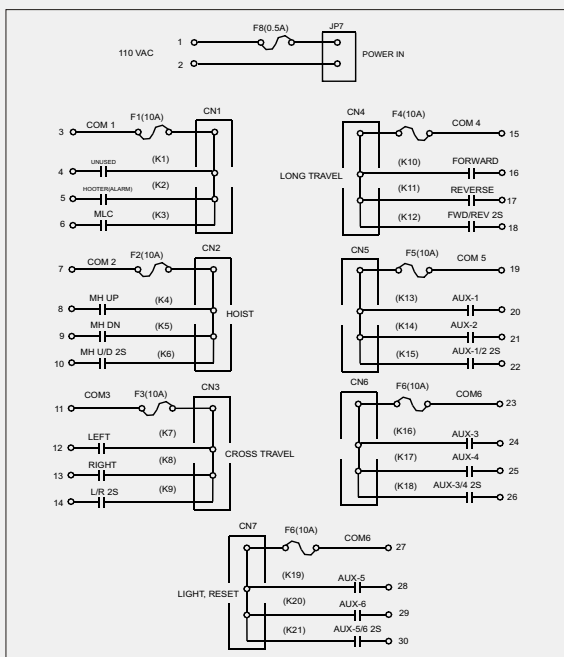 F8(0.5A) JP7
110 VAC 1 POWER IN
2
CN1
3 COM 1 F1(10A)
4 UNUSED (K1)
5 HOOTER(ALARM) (K2)
6 MLC (K3)
CN4
F4(10A) COM 4 15
LONG TRAVEL
(K10) FORWARD 16
(K11) REVERSE 17
(K12) FWD/REV 2S 18
CN2
7 COM 2 F2(10A)
HOIST
8 MH UP (K4)
9 MH DN (K5)
10 MH U/D 2S (K6)
CN5
F5(10A) COM 5 19
(K13) AUX-1 20
(K14) AUX-2 21
(K15) AUX-1/2 2S 22
CN3
11 COM3 F3(10A)
CROSS TRAVEL
12 LEFT (K7)
13 RIGHT (K8)
14 L/R 2S (K9)
CN6
F6(10A) COM6 23
(K16) AUX-3 24
(K17) AUX-4 25
(K18) AUX-3/4 2S 26
CN7
F6(10A) COM6 27
LIGHT, RESET
(K19) AUX-5 28
(K20) AUX-6 29
(K21) AUX-5/6 2S 30